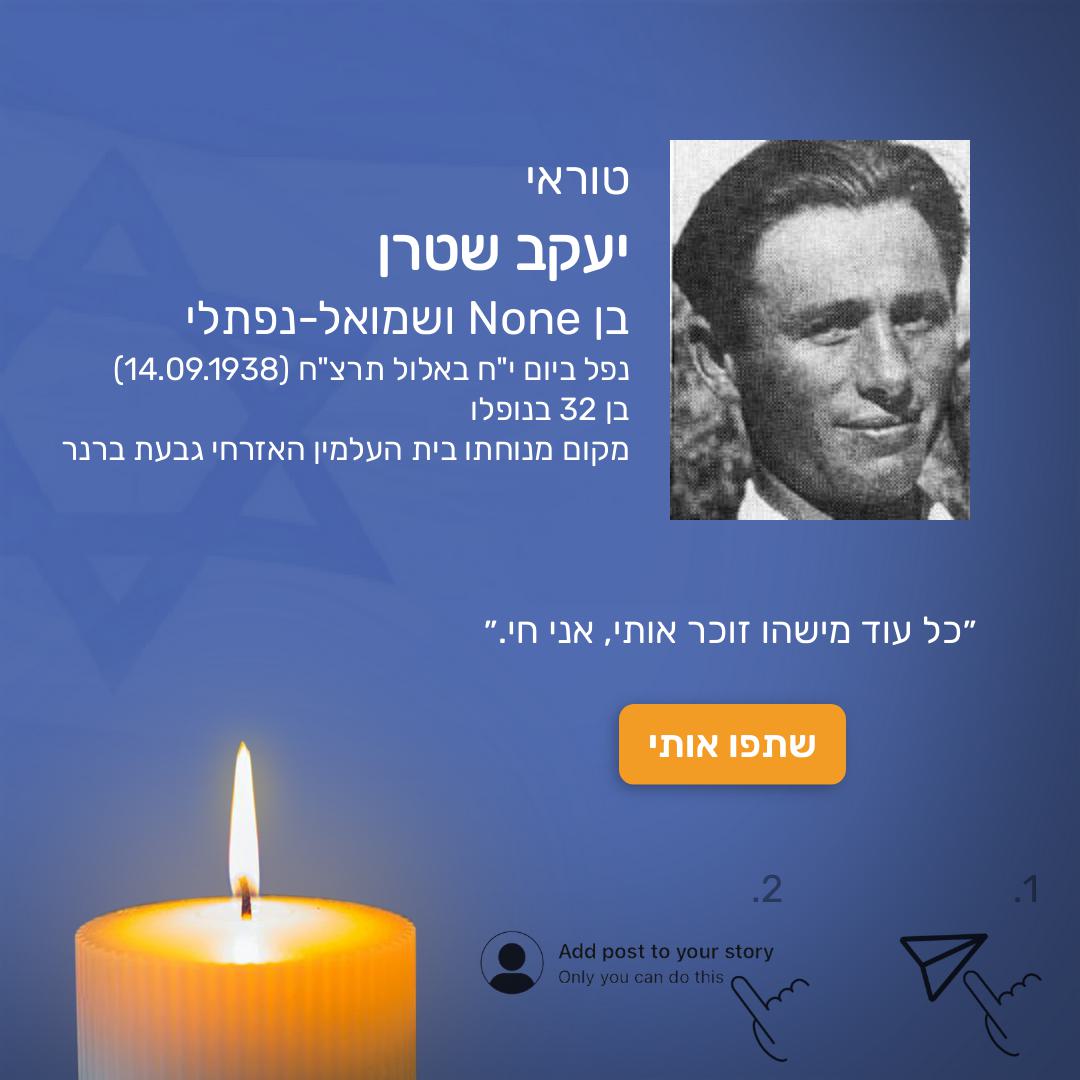 טוראי
יעקב שטרן
בן None ושמואל-נפתלי
נפל ביום י"ח באלול תרצ"ח (14.09.1938)
בן 32 בנופלו
מקום מנוחתו בית העלמין האזרחי גבעת ברנר
״כל עוד מישהו זוכר אותי, אני חי.״
שתפו אותי
.1
.2
Add post to your story
Only you can do this